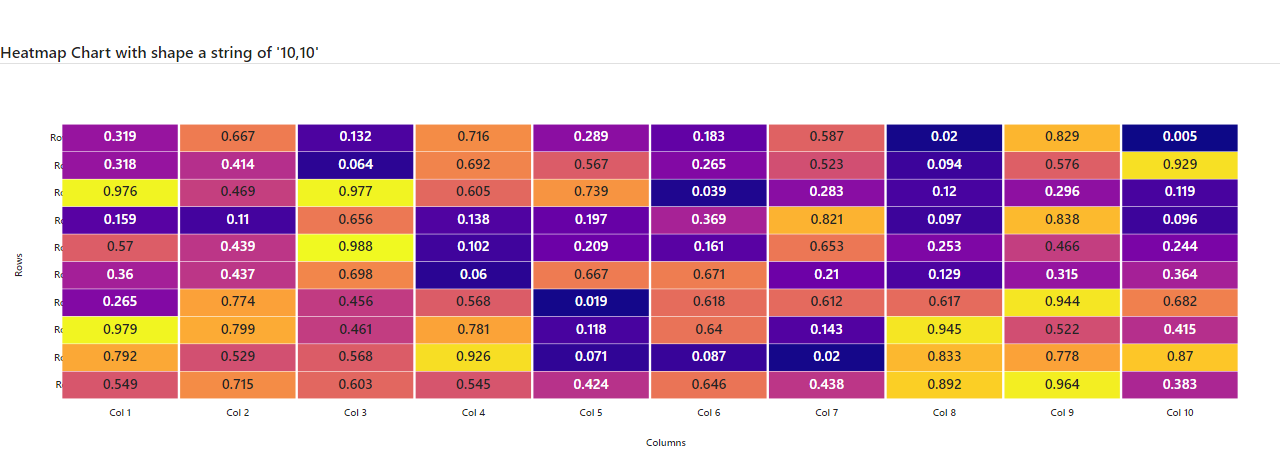 Heatmap Chart with shape a string of '10,10'
0.319 0.667 0.132 0.716 0.289 0.183 0.587 0.02 0.829 0.005
0.318 0.414 0.064 0.692 0.567 0.265 0.523 0.094 0.576 0.929
0.976 0.469 0.977 0.605 0.739 0.039 0.283 0.12 0.296 0.119
0.159 0.11 0.656 0.138 0.197 0.369 0.821 0.097 0.838 0.096
0.57 0.439 0.988 0.102 0.209 0.161 0.653 0.253 0.466 0.244
Rows
0.36 0.437 0.698 0.06 0.667 0.671 0.21 0.129 0.315 0.364
0.265 0.774 0.456 0.568 0.019 0.618 0.612 0.617 0.944 0.682
0.979 0.799 0.461 0.781 0.118 0.64 0.143 0.945 0.522 0.415
0.792 0.529 0.568 0.926 0.071 0.087 0.02 0.833 0.778 0.87
0.549 0.715 0.603 0.545 0.424 0.646 0.438 0.892 0.964 0.383
Col 1 Col 2 Col 3 Col 4 Col 5 Col 6 Col 7 Col 8 Col 9 Col 10
Columns